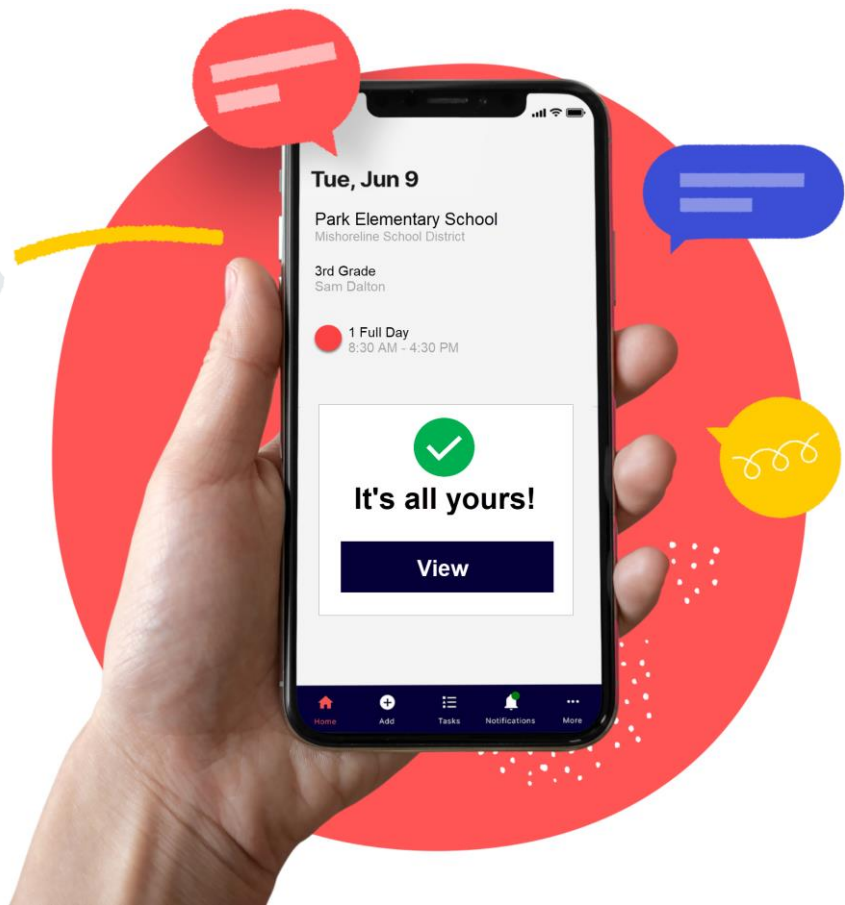 Tue, Jun 9
Park Elementary School
Mishoreline School District
3rd Grade
Sam Dalton
1 Full Day
8:30 AM - 4:30 PM
It's all yours!
View
Home Add Tasks Notifications More